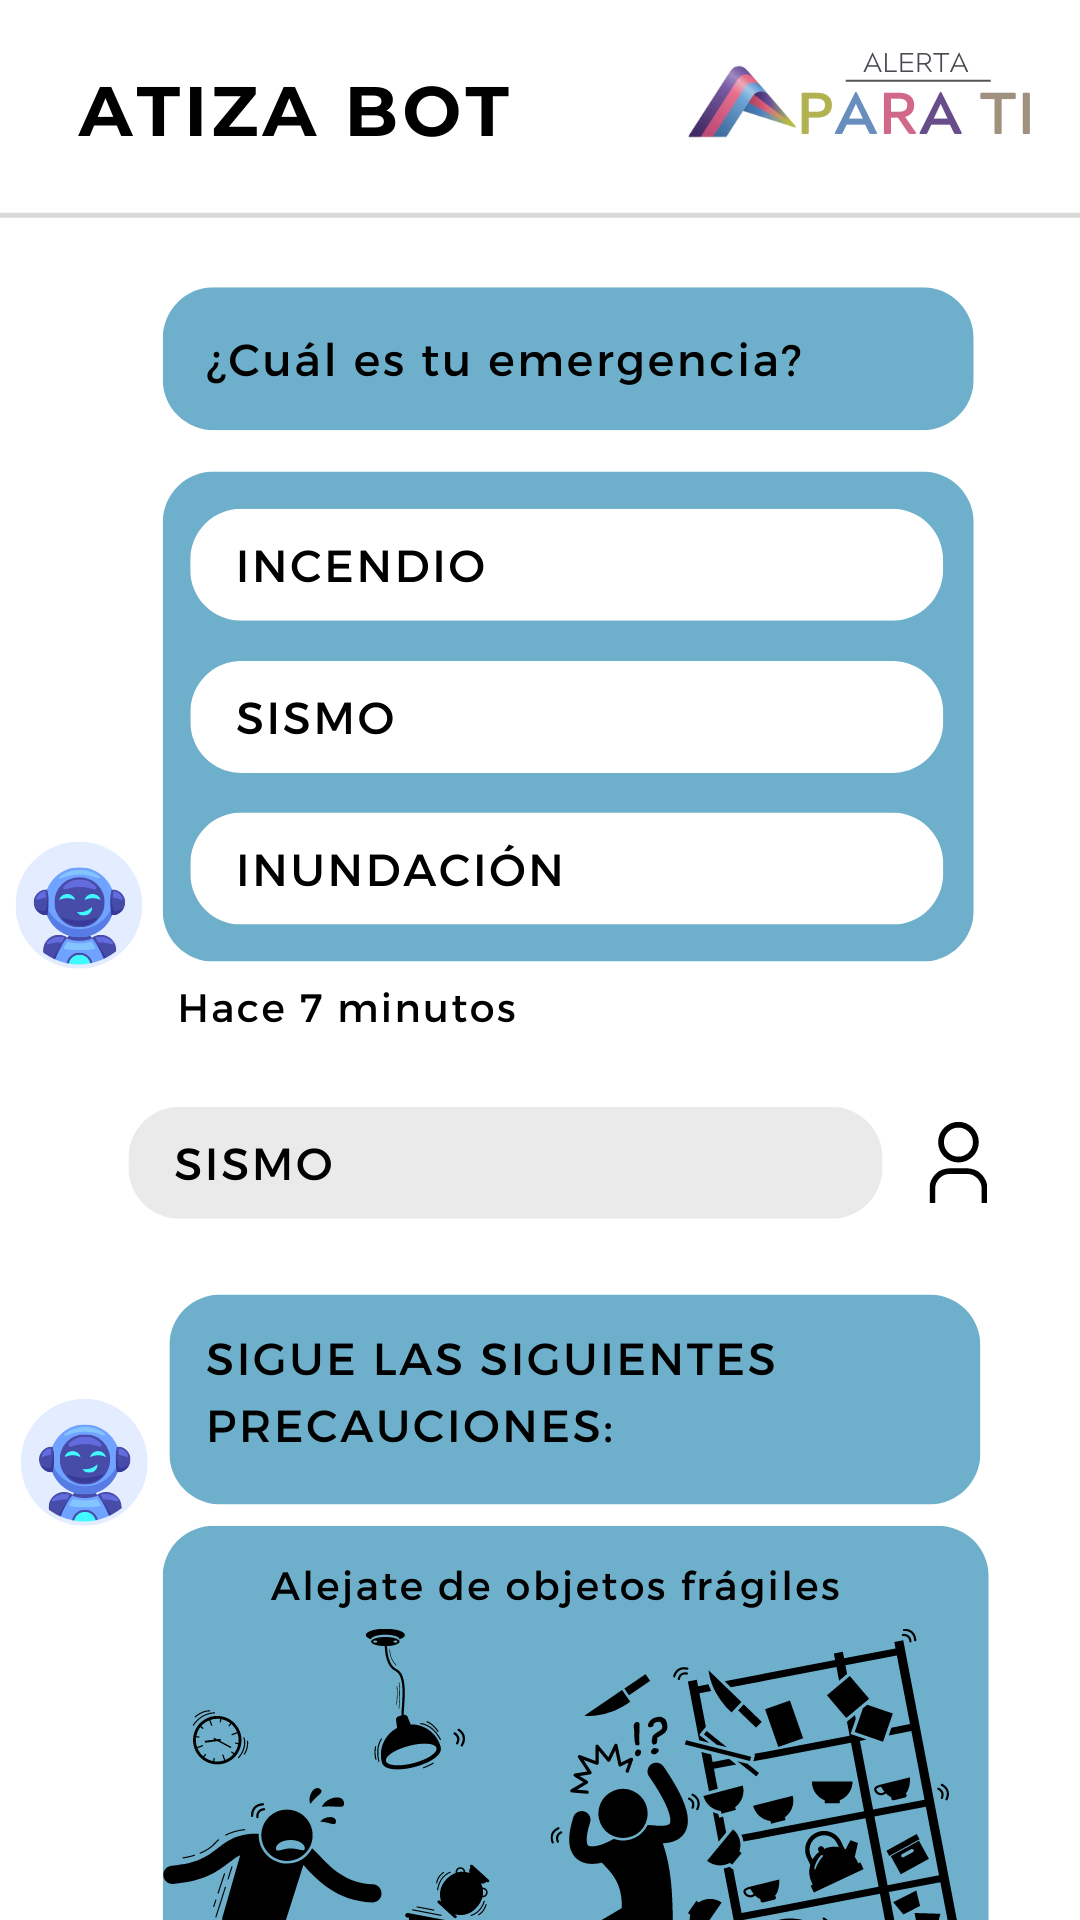 ATIZA BOT
ALERTA
PARA TI
¿Cuál es tu emergencia?
INCENDIO
SISMO
INUNDACIÓN
Hace 7 minutos
SISMO
SIGUE LAS SIGUIENTES
PRECAUCIONES:
Alejate de objetos frágiles
!?